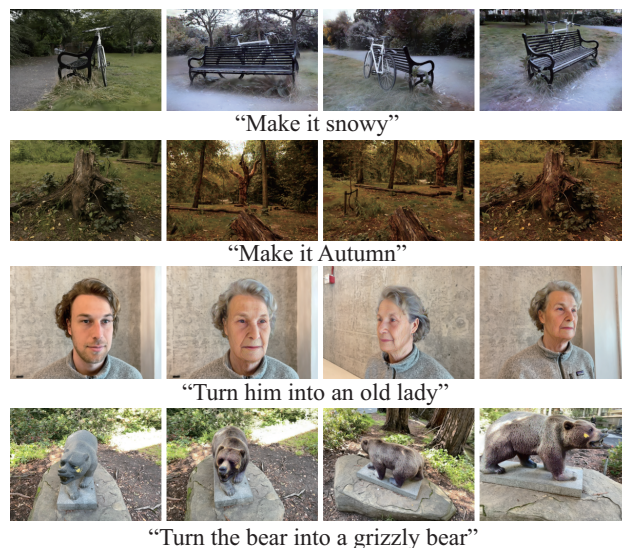 “Make it snowy”
“Make it Autumn”
“Turn him into an old lady”
“Turn the bear into a grizzly bear”